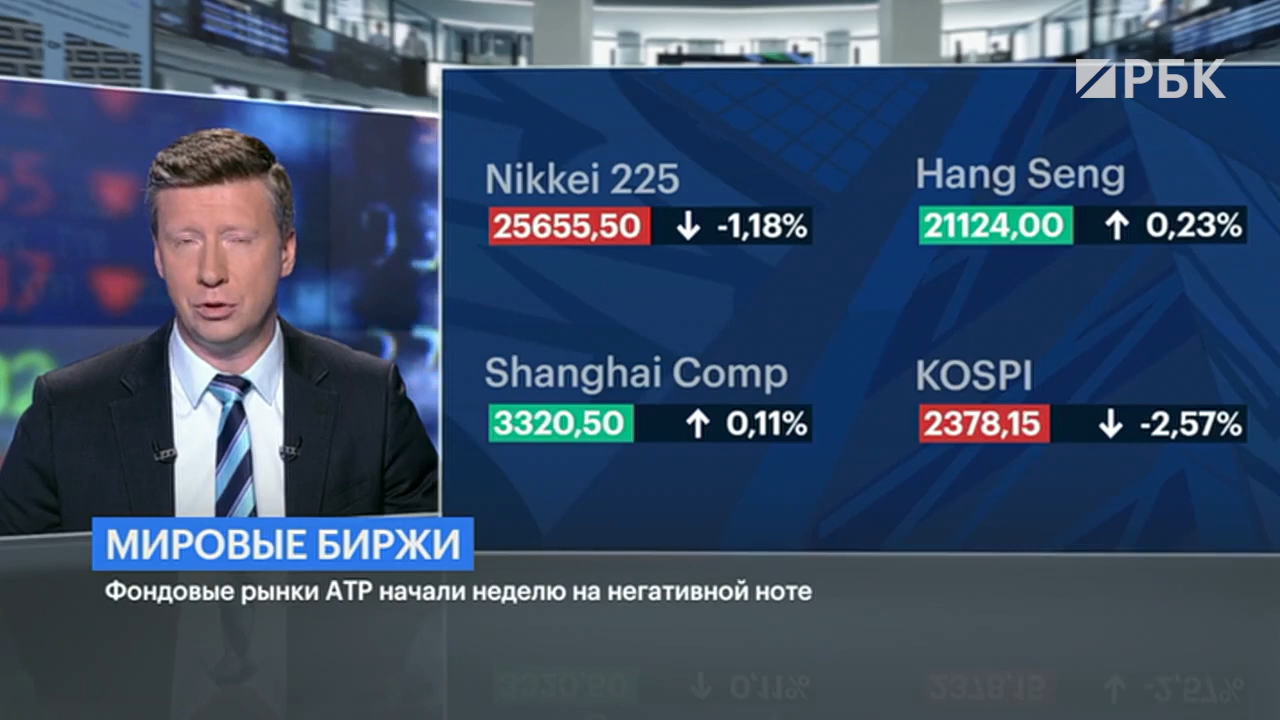 РБК
Nikkei 225
25655,50 ↓ -1,18%
Hang Seng
21124,00 ↑ 0,23%
Shanghai Comp
3320,50 ↑ 0,11%
KOSPI
2378,15 ↓ -2,57%
МИРОВЫЕ БИРЖИ
Фондовые рынки АТР начали неделю на негативной ноте